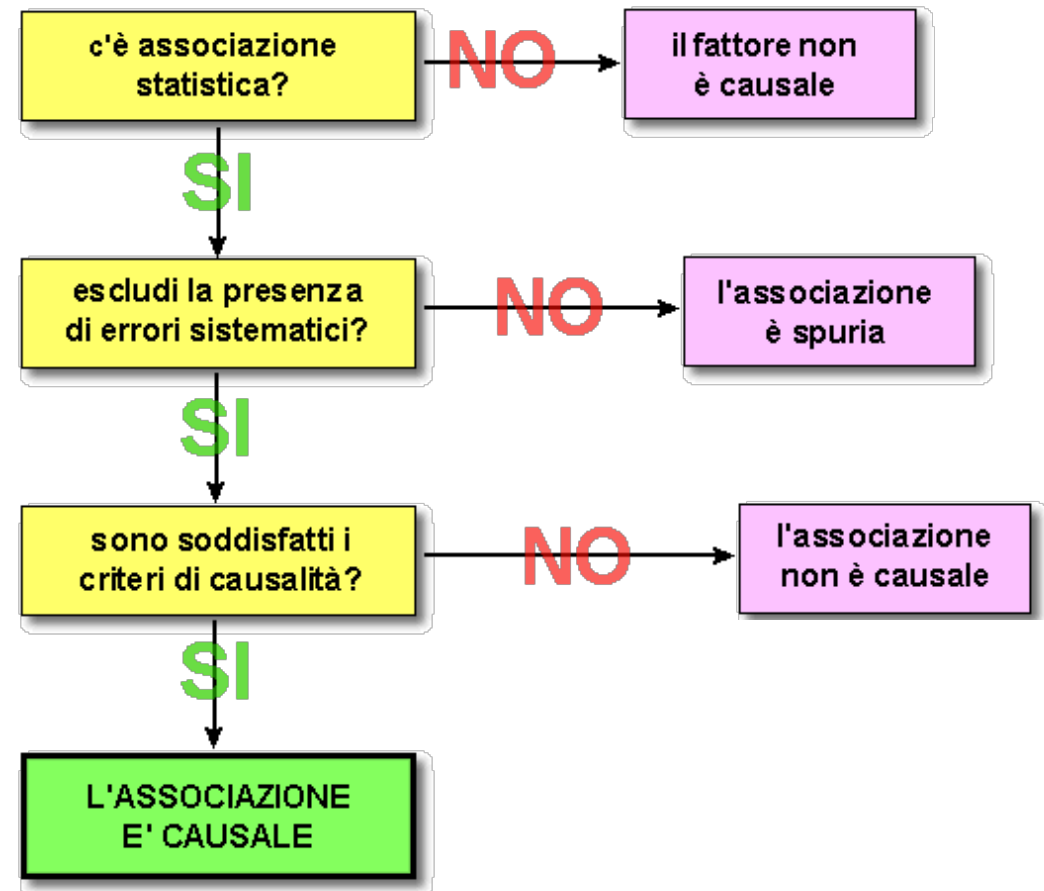 c'è associazione
statistica?
NO
il fattore non
è causale
SI
escludi la presenza
di errori sistematici?
NO
l'associazione
è spuria
SI
sono soddisfatti i
criteri di causalità?
NO
l'associazione
non è causale
SI
L'ASSOCIAZIONE
E' CAUSALE